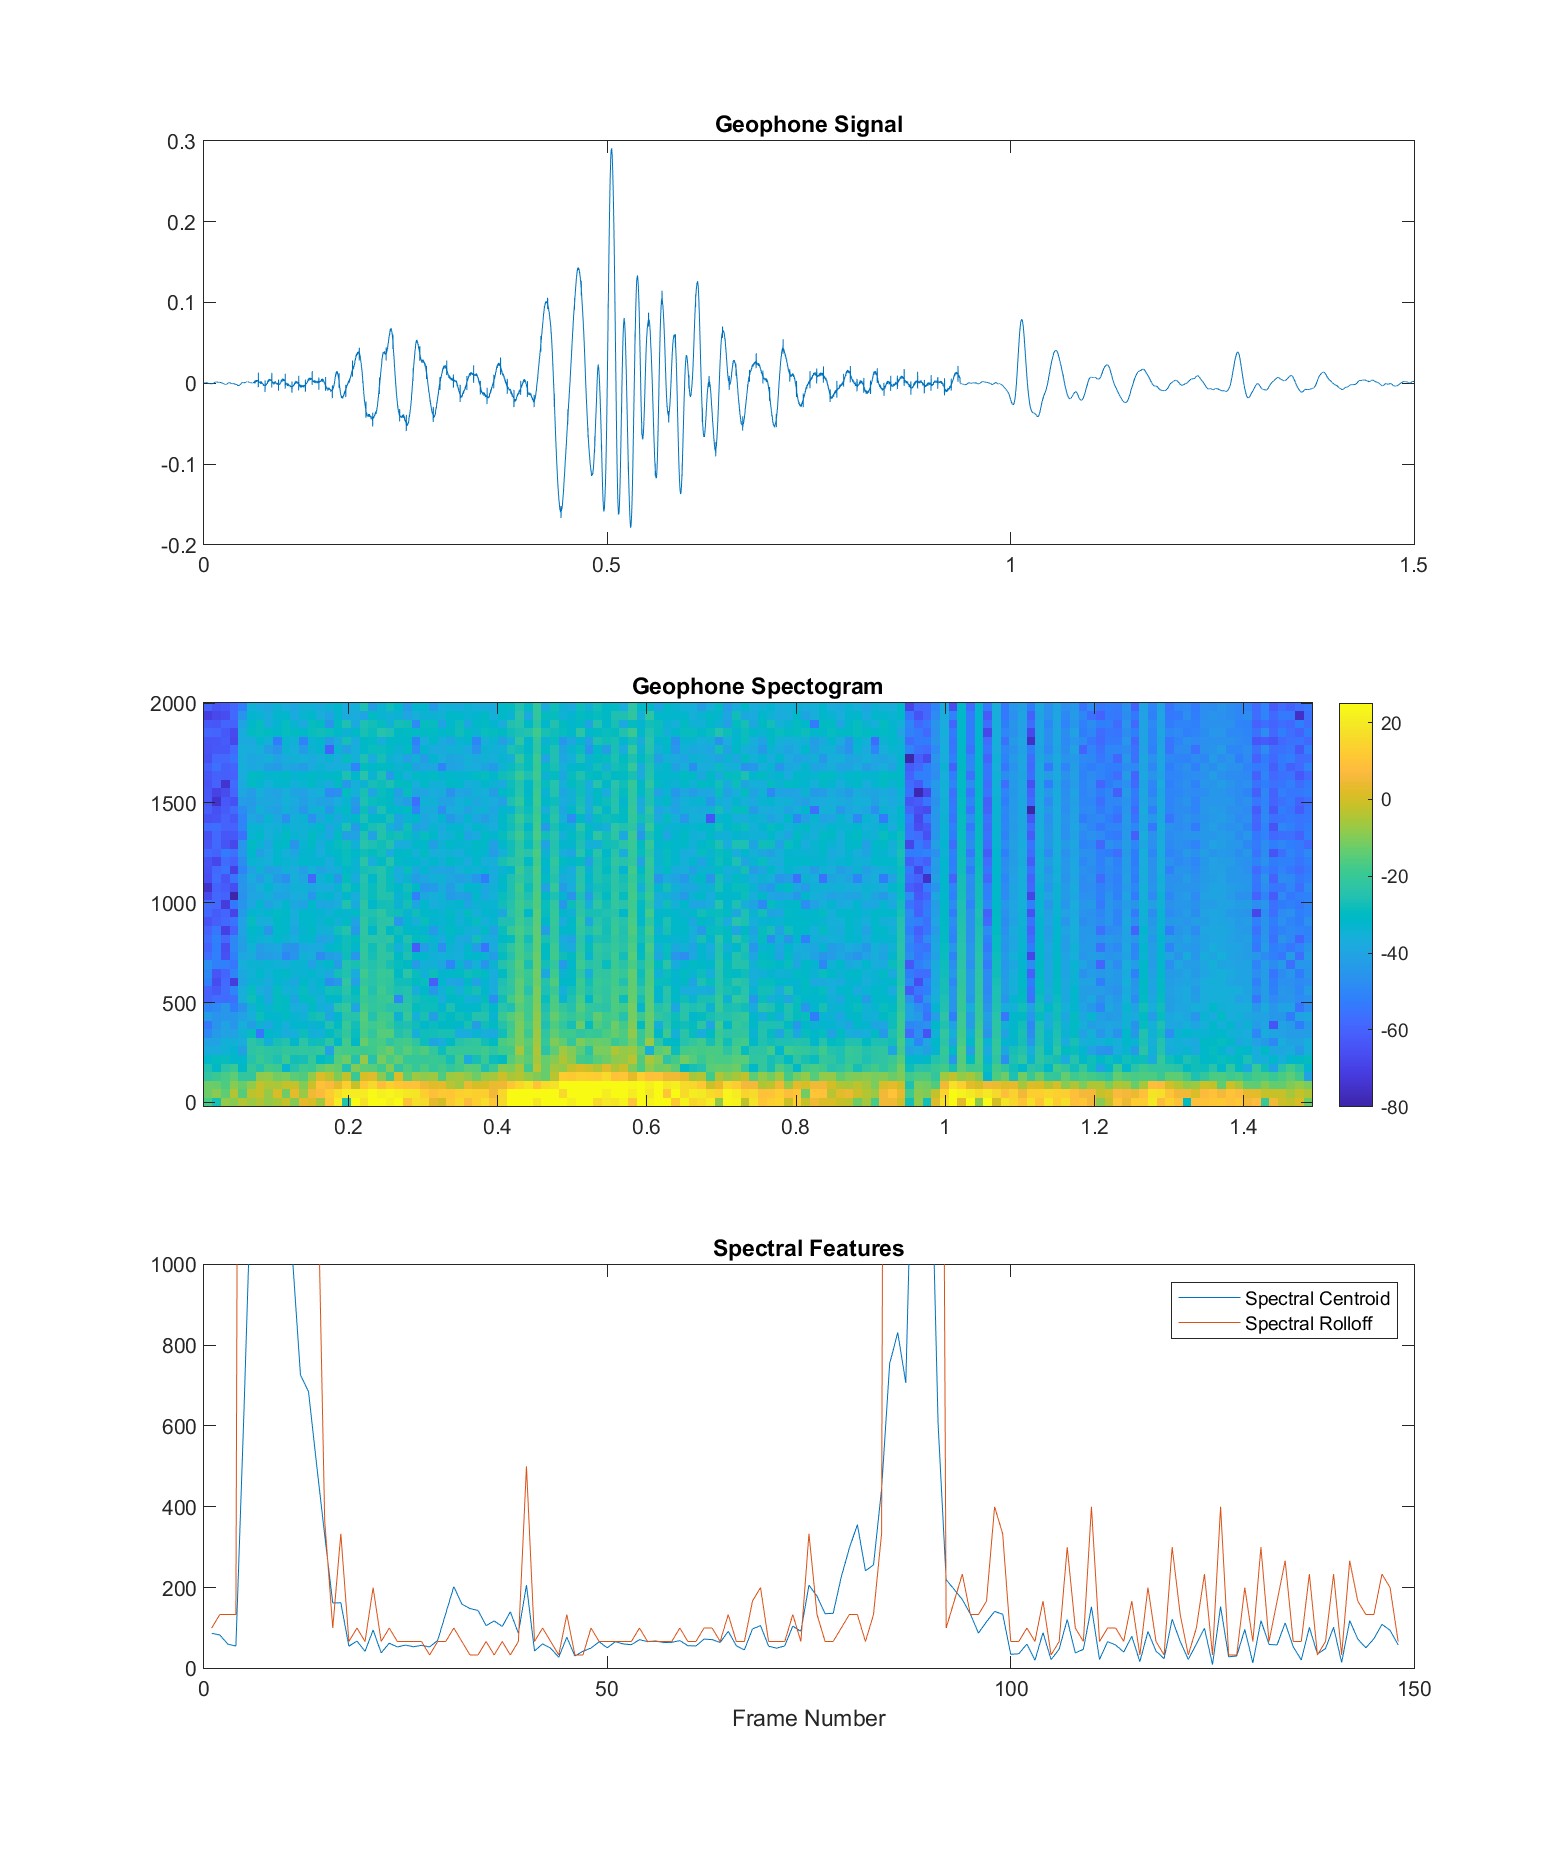 Geophone Signal
0.3
0.2
0.1
0
-0.1
-0.2
0 0.5 1 1.5
Geophone Spectogram
2000
1500
1000
500
0
0.2 0.4 0.6 0.8 1 1.2 1.4
20
0
-20
-40
-60
-80
Spectral Features
1000
800
600
400
200
0
Spectral Centroid
Spectral Rolloff
0 50 100 150
Frame Number